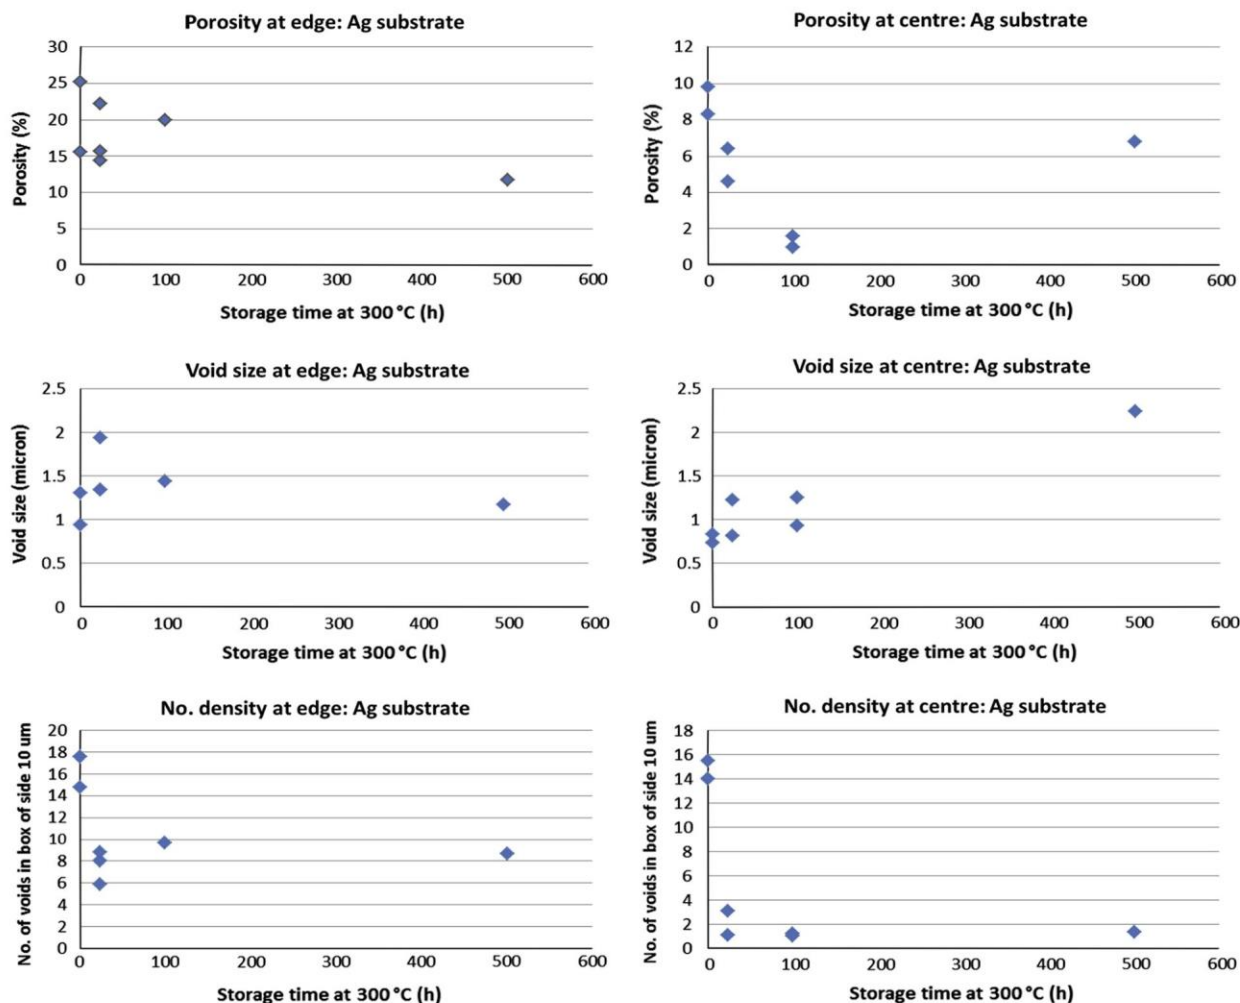 Porosity at edge: Ag substrate
30
25
20
15
10
5
0
Porosity (%)
0 100 200 300 400 500 600
Storage time at 300 °C (h)
Porosity at centre: Ag substrate
12
10
8
6
4
2
0
Porosity (%)
0 100 200 300 400 500 600
Storage time at 300 °C (h)
Void size at edge: Ag substrate
2.5
2
1.5
1
0.5
0
Void size (micron)
0 100 200 300 400 500 600
Storage time at 300 °C (h)
Void size at centre: Ag substrate
2.5
2
1.5
1
0.5
0
Void size (micron)
0 100 200 300 400 500 600
Storage time at 300 °C (h)
No. density at edge: Ag substrate
20
18
16
14
12
10
8
6
4
2
0
No. of voids in box of side 10 um
0 100 200 300 400 500 600
Storage time at 300 °C (h)
No. density at centre: Ag substrate
18
16
14
12
10
8
6
4
2
0
No. of voids in box of side 10 um
0 100 200 300 400 500 600
Storage time at 300 °C (h)